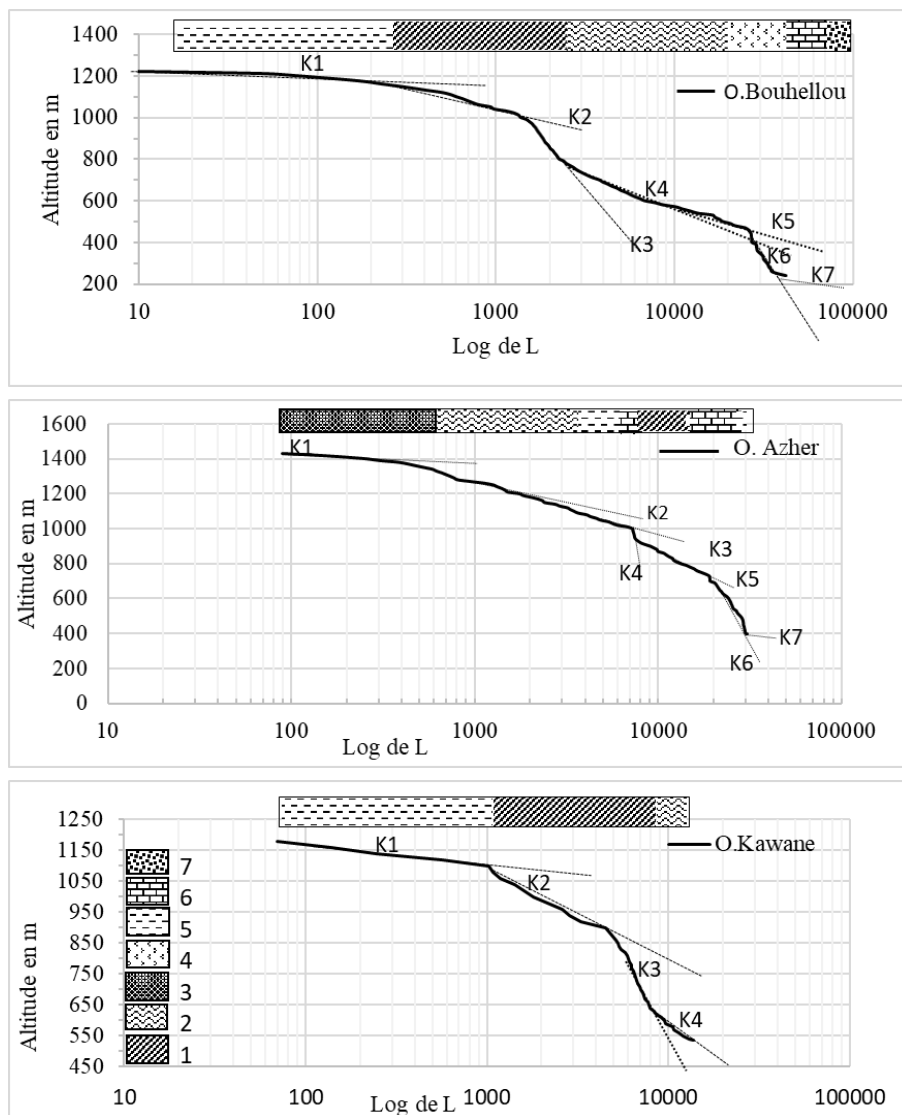 1400
1200
1000
800
600
400
200
Altitude en m
K1
K2
K3
K4
K5
K6
K7
O.Bouhellou
10 100 1000 10000 100000
Log de L
1600
1400
1200
1000
800
600
400
200
0
Altitude en m
K1
K2
K3
K4
K5
K6
K7
O. Azher
10 100 1000 10000 100000
Log de L
1250
1150
1050
950
850
750
650
550
450
Altitude en m
K1
K2
K3
K4
O.Kawane
7
6
5
4
3
2
1
10 100 1000 10000 100000
Log de L